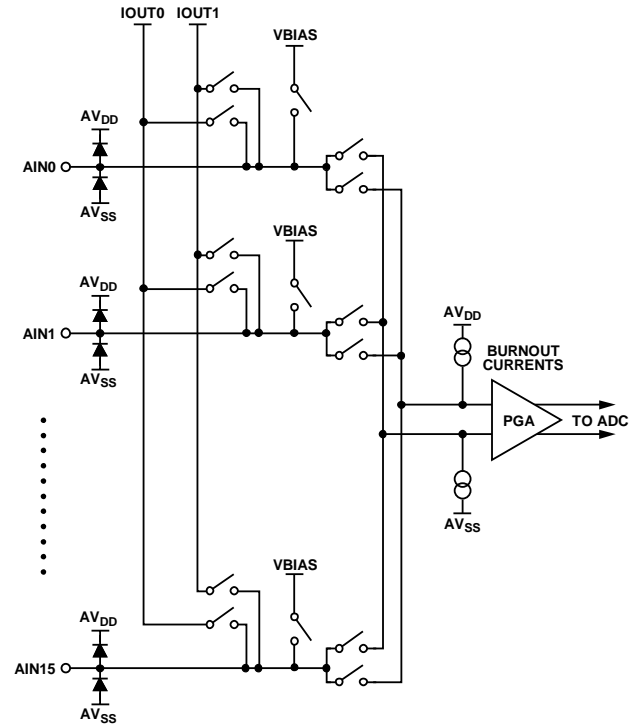 IOUT0 IOUT1
VBIAS
AVDD
AIN0
AVSS
VBIAS
AVDD
AIN1
AVSS
AVDD
BURNOUT
CURRENTS
PGA
TO ADC
AVSS
VBIAS
AVDD
AIN15
AVSS